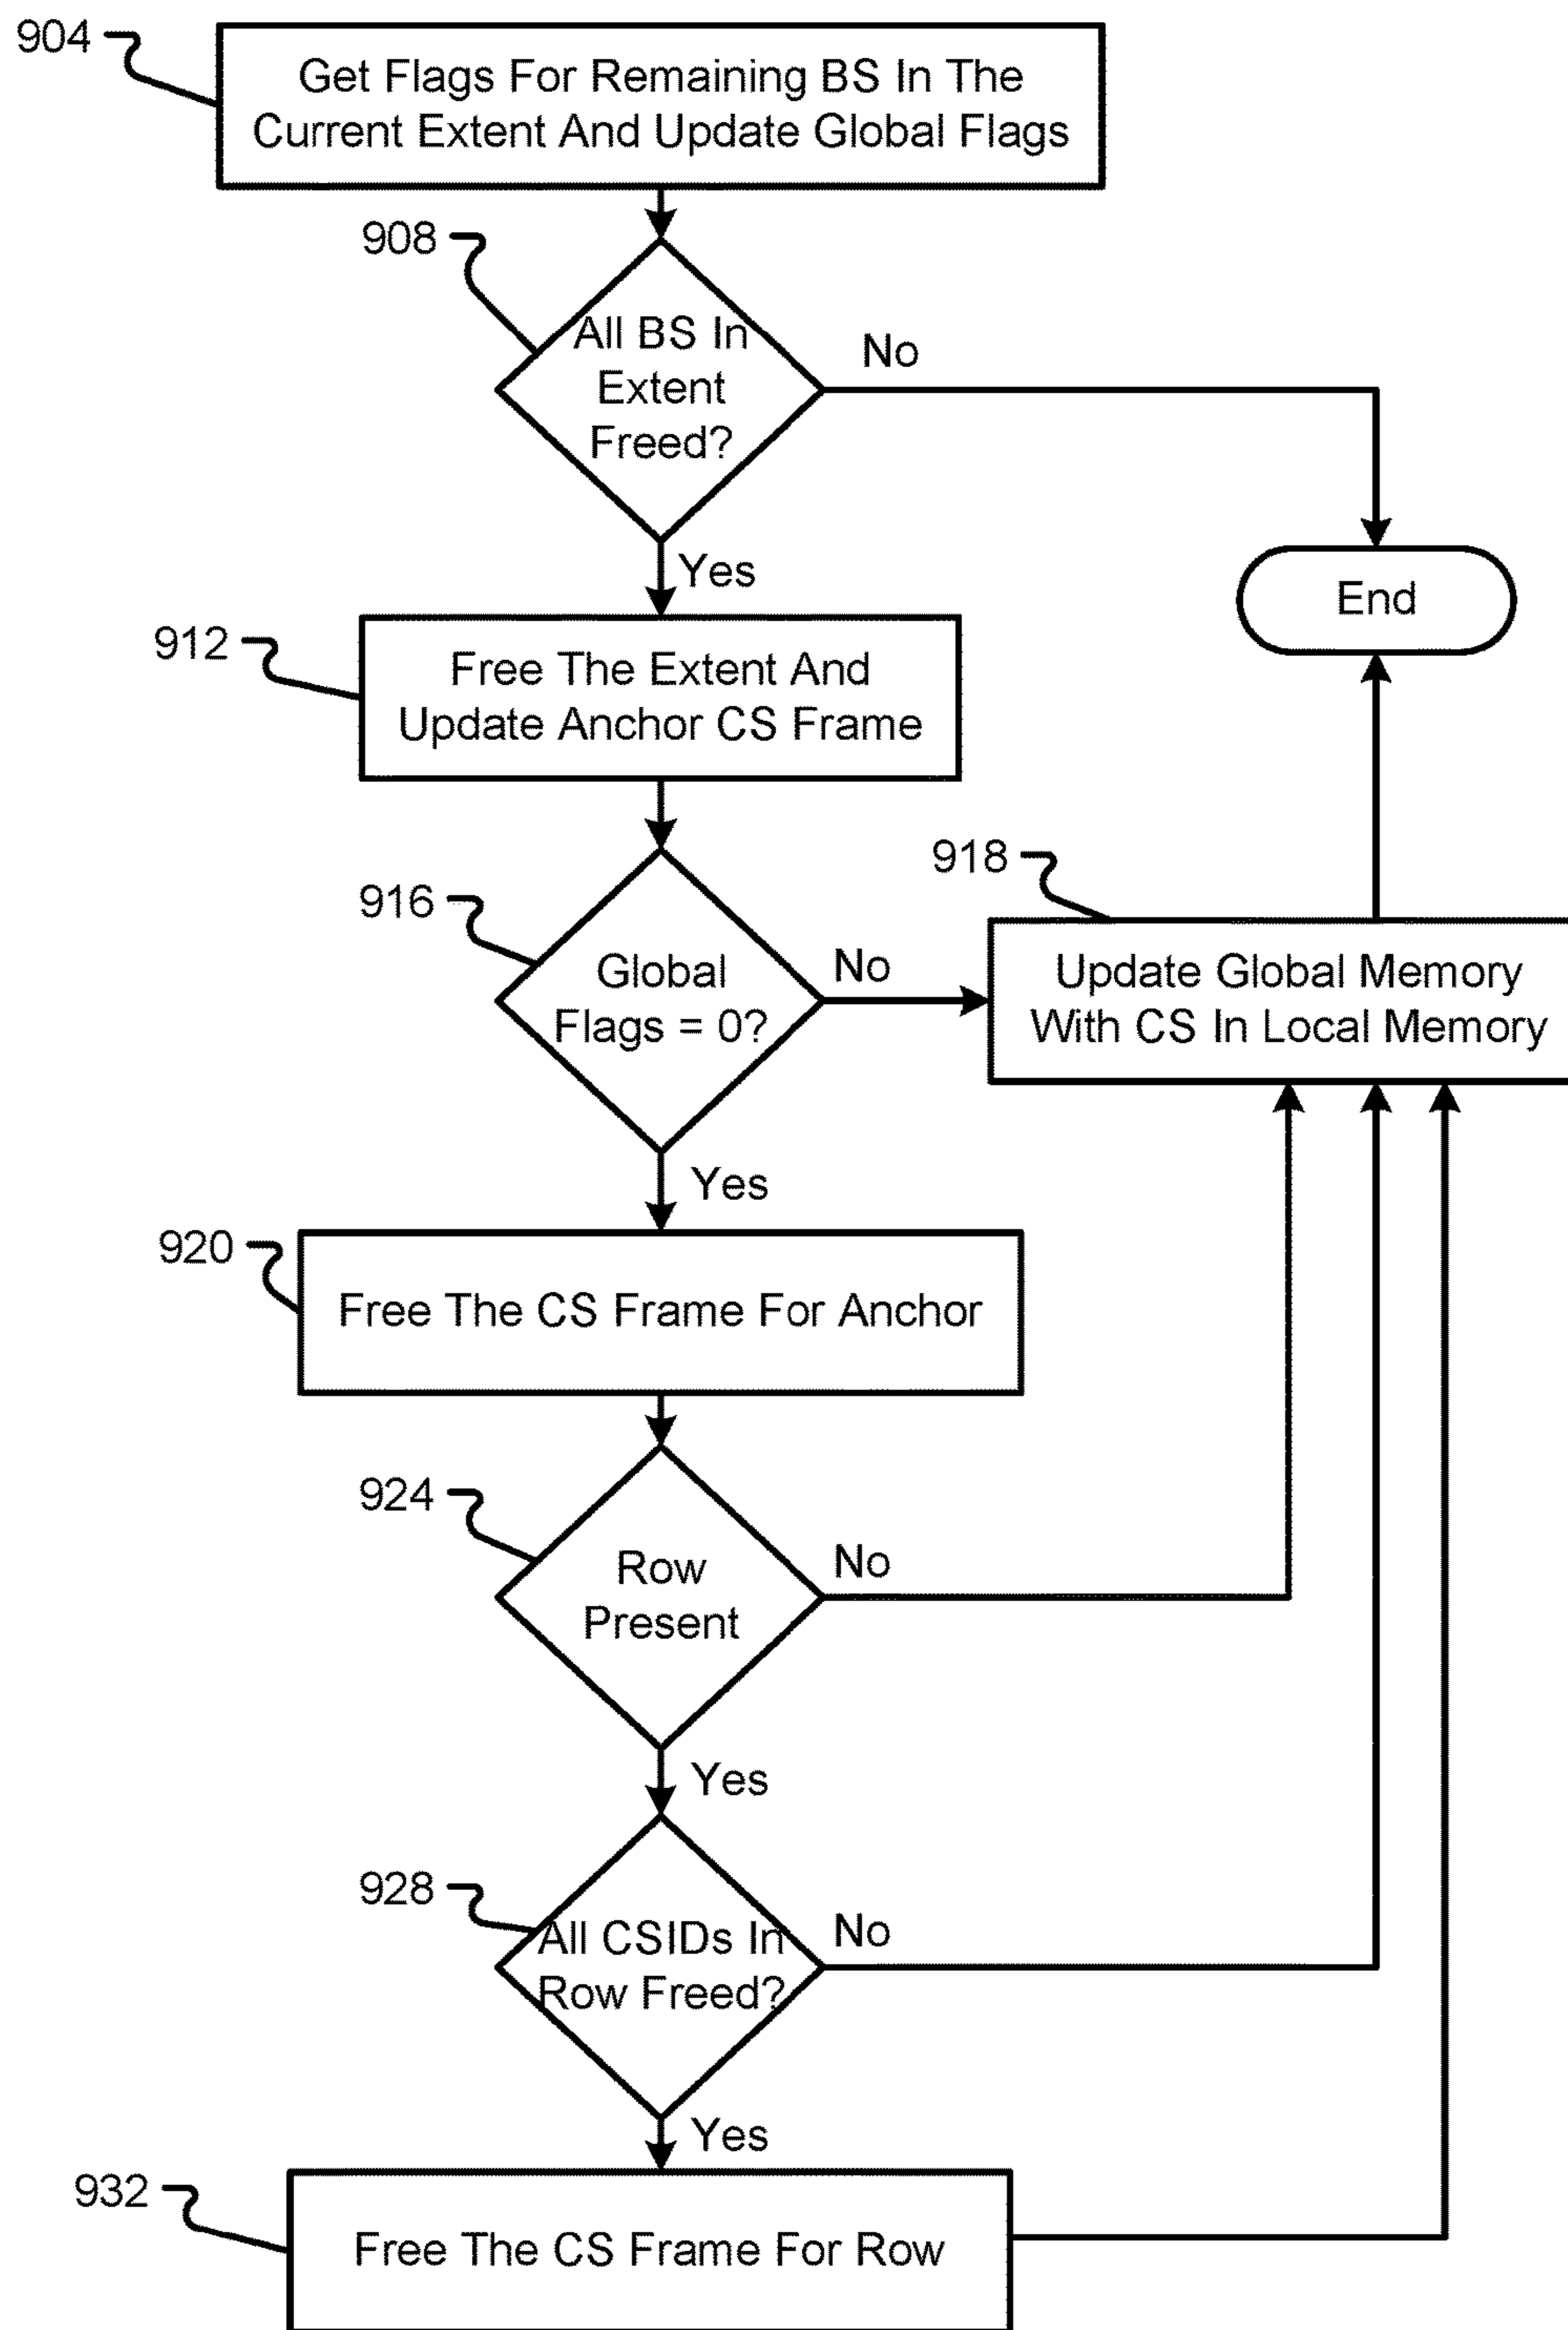 904
Get Flags For Remaining BS In The
Current Extent And Update Global Flags
908
All BS In
Extent
Freed?
No
Yes
End
912
Free The Extent And
Update Anchor CS Frame
916
Global
Flags = 0?
No
918
Update Global Memory
With CS In Local Memory
Yes
920
Free The CS Frame For Anchor
924
Row
Present
No
Yes
928
All CSIDs In
Row Freed?
No
Yes
932
Free The CS Frame For Row